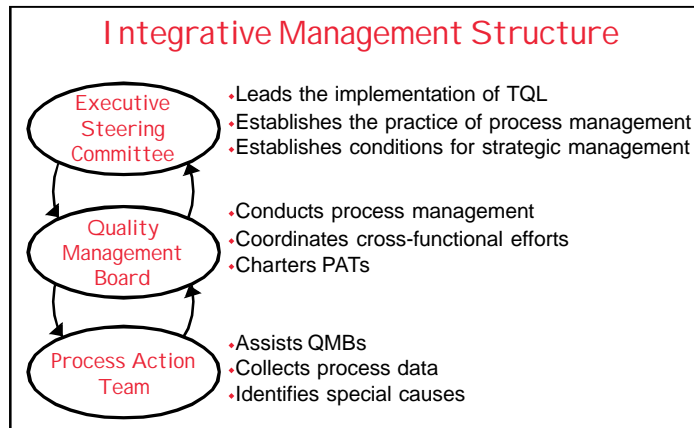 Integrative Management Structure
Executive
Steering
Committee
•Leads the implementation of TQL
•Establishes the practice of process management
•Establishes conditions for strategic management
Quality
Management
Board
•Conducts process management
•Coordinates cross-functional efforts
•Charters PATs
Process Action
Team
•Assists QMBs
•Collects process data
•Identifies special causes